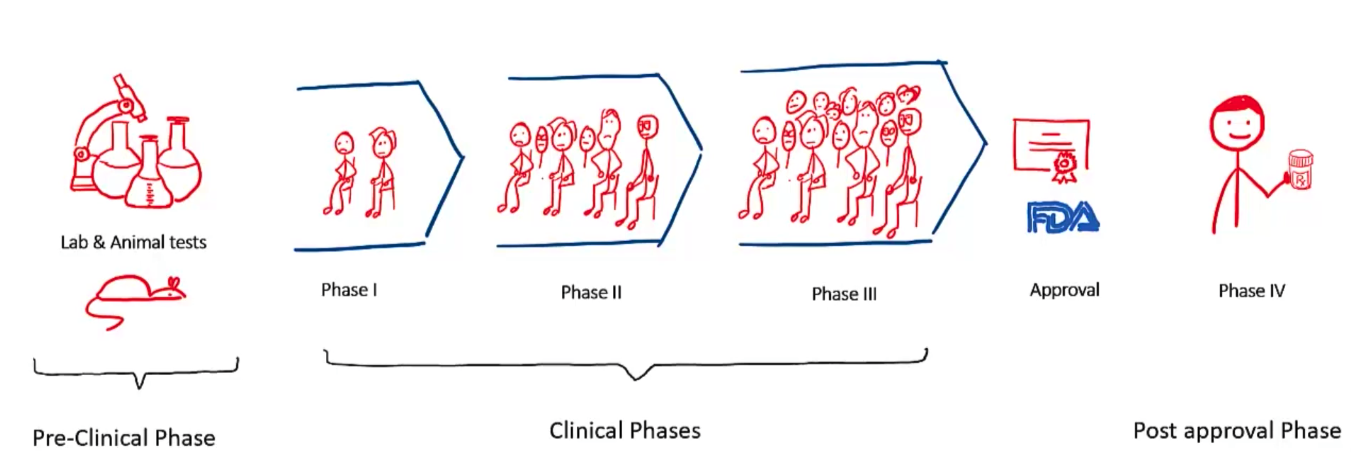 Lab & Animal tests
Phase I
Phase II
Phase III
FDA
Approval
Rx
Phase IV
Pre-Clinical Phase
Clinical Phases
Post approval Phase